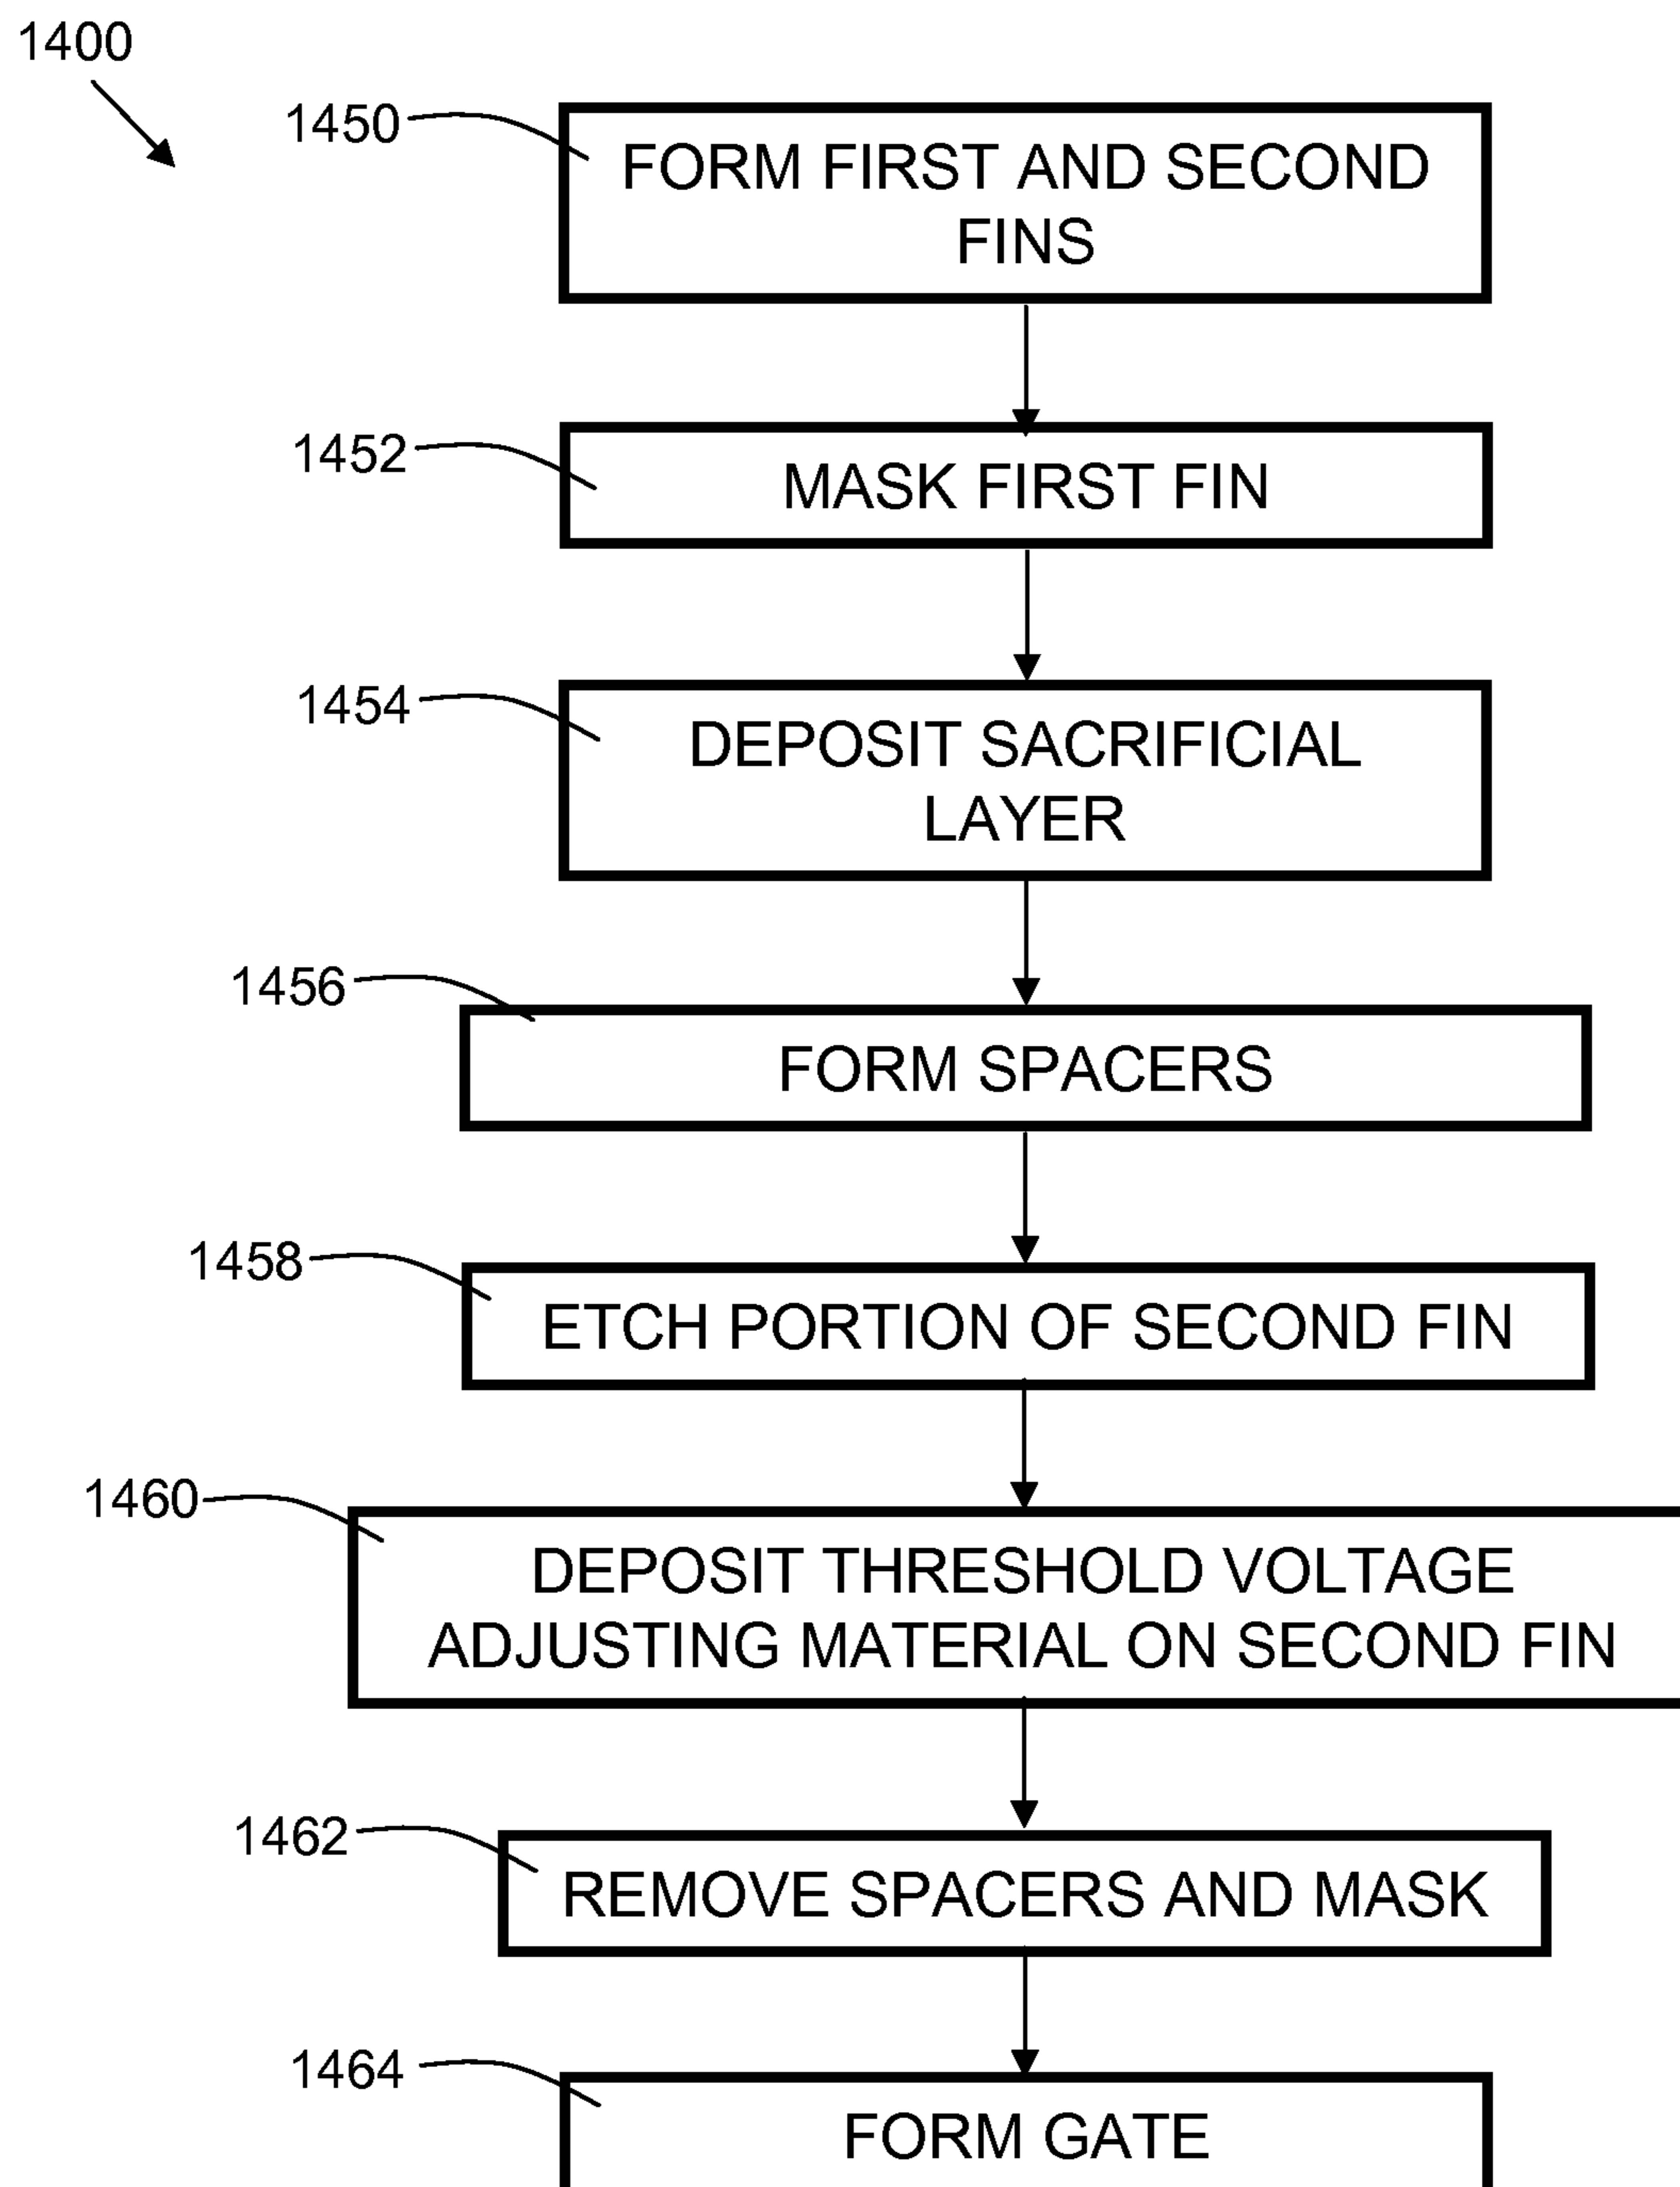 1400
1450
FORM FIRST AND SECOND
FINS
1452
MASK FIRST FIN
1454
DEPOSIT SACRIFICIAL
LAYER
1456
FORM SPACERS
1458
ETCH PORTION OF SECOND FIN
1460
DEPOSIT THRESHOLD VOLTAGE
ADJUSTING MATERIAL ON SECOND FIN
1462
REMOVE SPACERS AND MASK
1464
FORM GATE